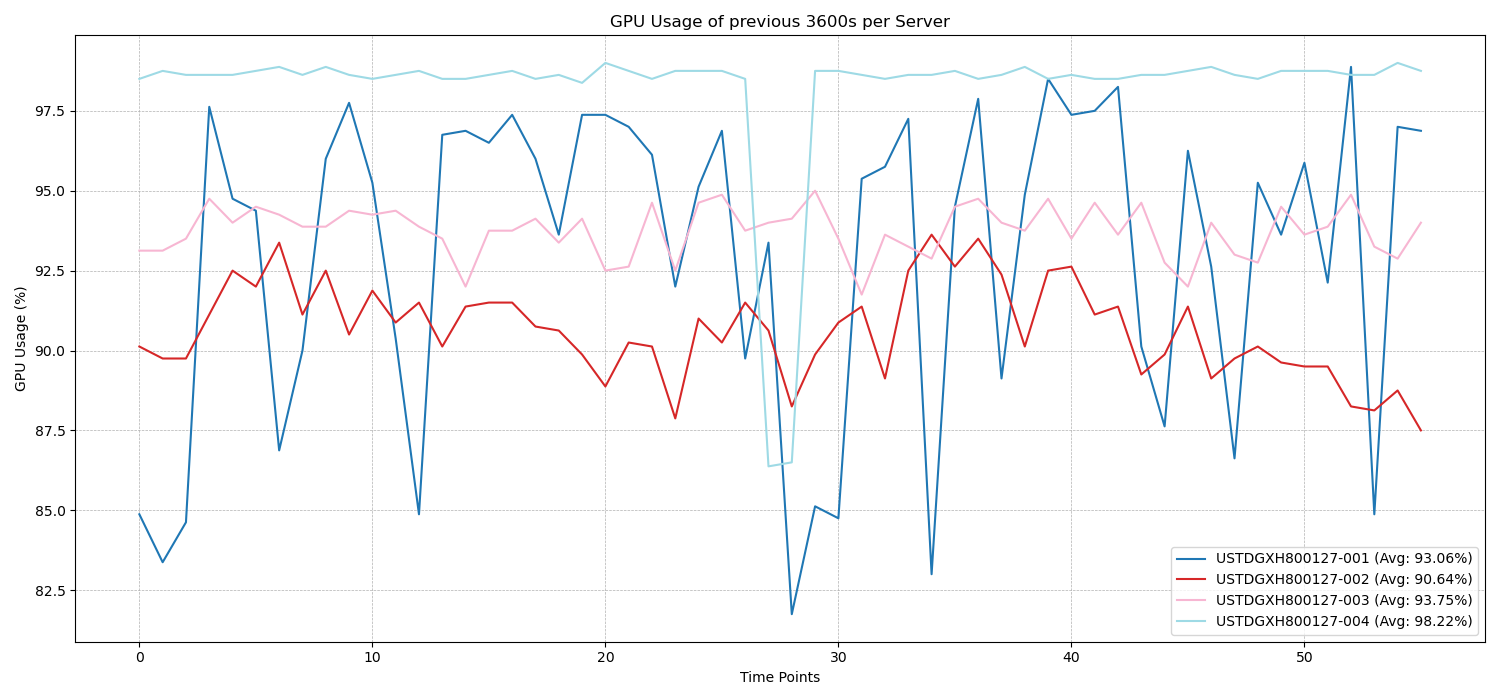 GPU Usage of previous 3600s per Server
GPU Usage (%)
97.5
95.0
92.5
90.0
87.5
85.0
82.5
USTDGXH800127-001 (Avg: 93.06%)
USTDGXH800127-002 (Avg: 90.64%)
USTDGXH800127-003 (Avg: 93.75%)
USTDGXH800127-004 (Avg: 98.22%)
0 10 20 30 40 50
Time Points